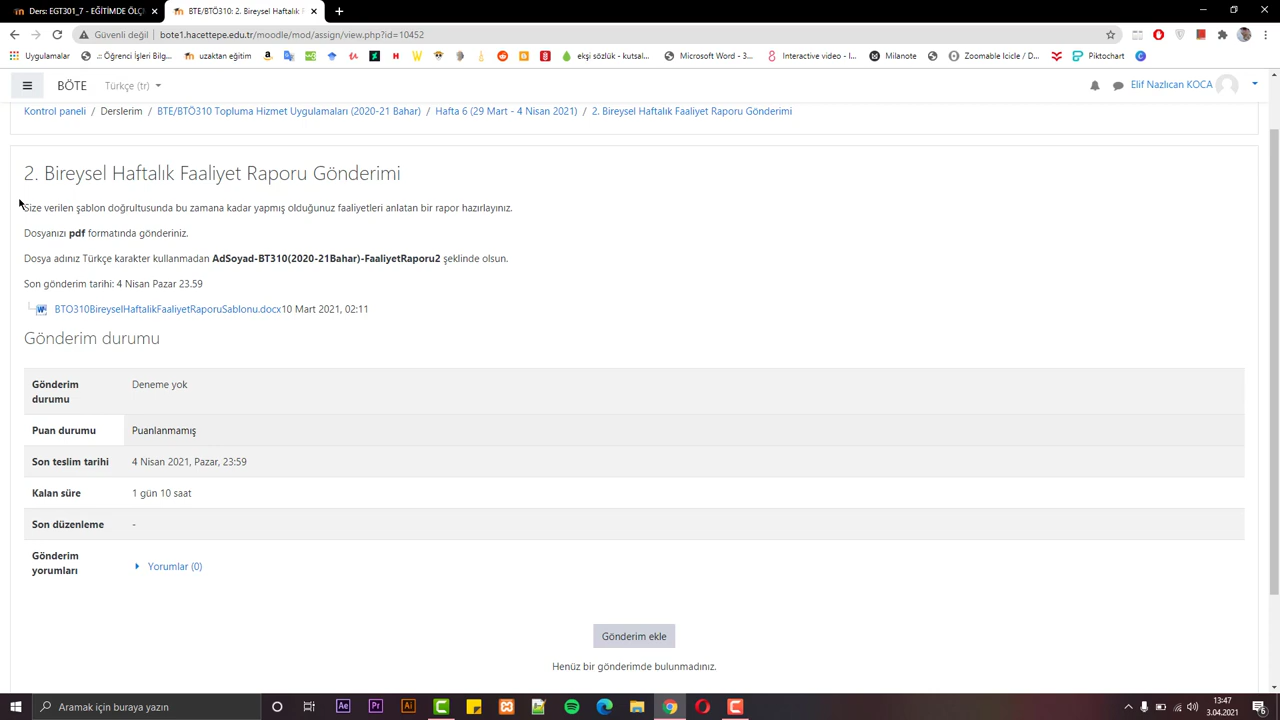 Ders: EGT301_7 - EĞİTİMDE ÖLÇ
BTE/BTÖ310: 2. Bireysel Haftalık F
Güvenli değil
bote1.hacettepe.edu.tr/moodle/mod/assign/view.php?id=10452
Uygulamalar
.:: Öğrenci İşleri Bilg...
uzaktan eğitim
ekşi sözlük - kutsal...
Microsoft Word - 3...
Interactive video - I...
Milanote
Zoomable Icicle / D...
Piktochart
BÖTE
Türkçe (tr)
Elif Nazlıcan KOCA
Kontrol paneli / Derslerim / BTE/BTÖ310 Topluma Hizmet Uygulamaları (2020-21 Bahar) / Hafta 6 (29 Mart - 4 Nisan 2021) / 2. Bireysel Haftalık Faaliyet Raporu Gönderimi
2. Bireysel Haftalık Faaliyet Raporu Gönderimi
Size verilen şablon doğrultusunda bu zamana kadar yapmış olduğunuz faaliyetleri anlatan bir rapor hazırlayınız.
Dosyanızı pdf formatında gönderiniz.
Dosya adınız Türkçe karakter kullanmadan AdSoyad-BT310(2020-21Bahar)-FaaliyetRaporu2 şeklinde olsun.
Son gönderim tarihi: 4 Nisan Pazar 23.59
BTO310BireyselHaftalikFaaliyetRaporuSablonu.docx10 Mart 2021, 02:11
Gönderim durumu
Gönderim durumu
Deneme yok
Puan durumu
Puanlanmamış
Son teslim tarihi
4 Nisan 2021, Pazar, 23:59
Kalan süre
1 gün 10 saat
Son düzenleme
-
Gönderim yorumları
Yorumlar (0)
Gönderim ekle
Henüz bir gönderimde bulunmadınız.
Aramak için buraya yazın
13:47
3.04.2021